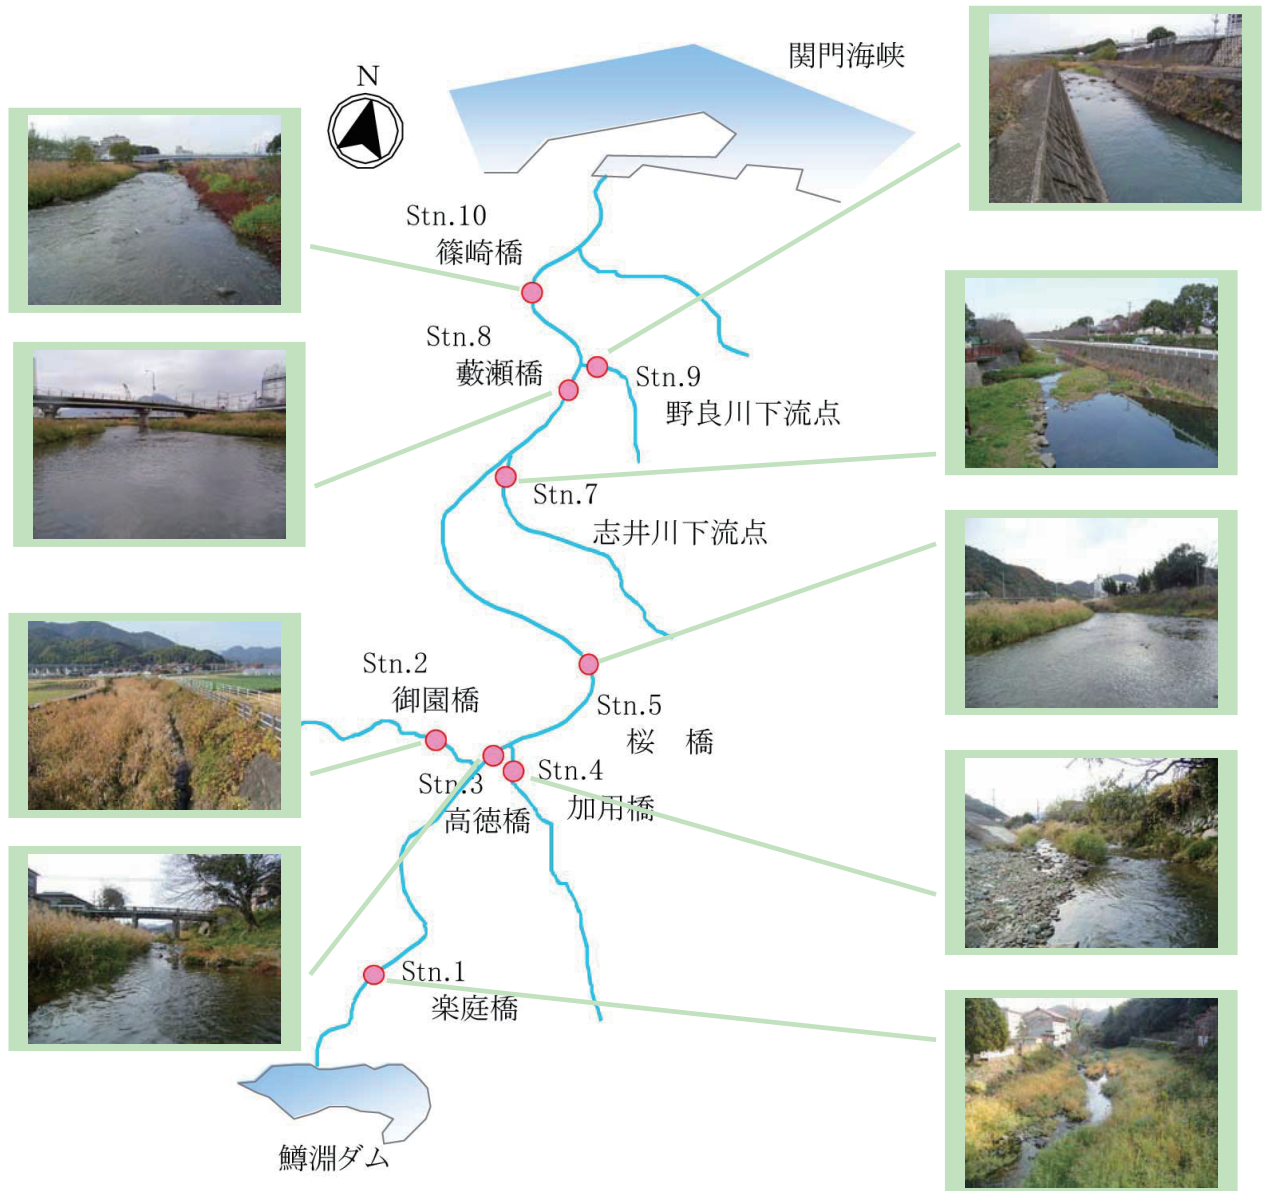 関門海峡
N
Stn.10
篠崎橋
Stn.8
藪瀬橋
Stn.9
野良川下流点
Stn.7
志井川下流点
Stn.2
御園橋
Stn.5
桜　橋
Stn.3
高徳橋
Stn.4
加用橋
Stn.1
楽庭橋
鱒淵ダム